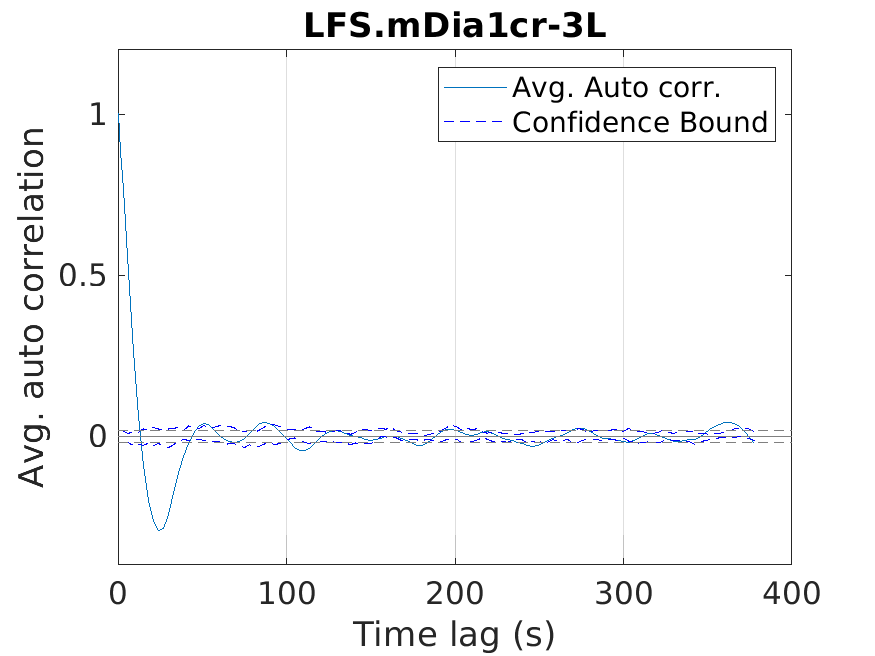 LFS.mDia1cr-3L
Avg. Auto corr.
Confidence Bound
Avg. auto correlation
1
0.5
0
0 100 200 300 400
Time lag (s)